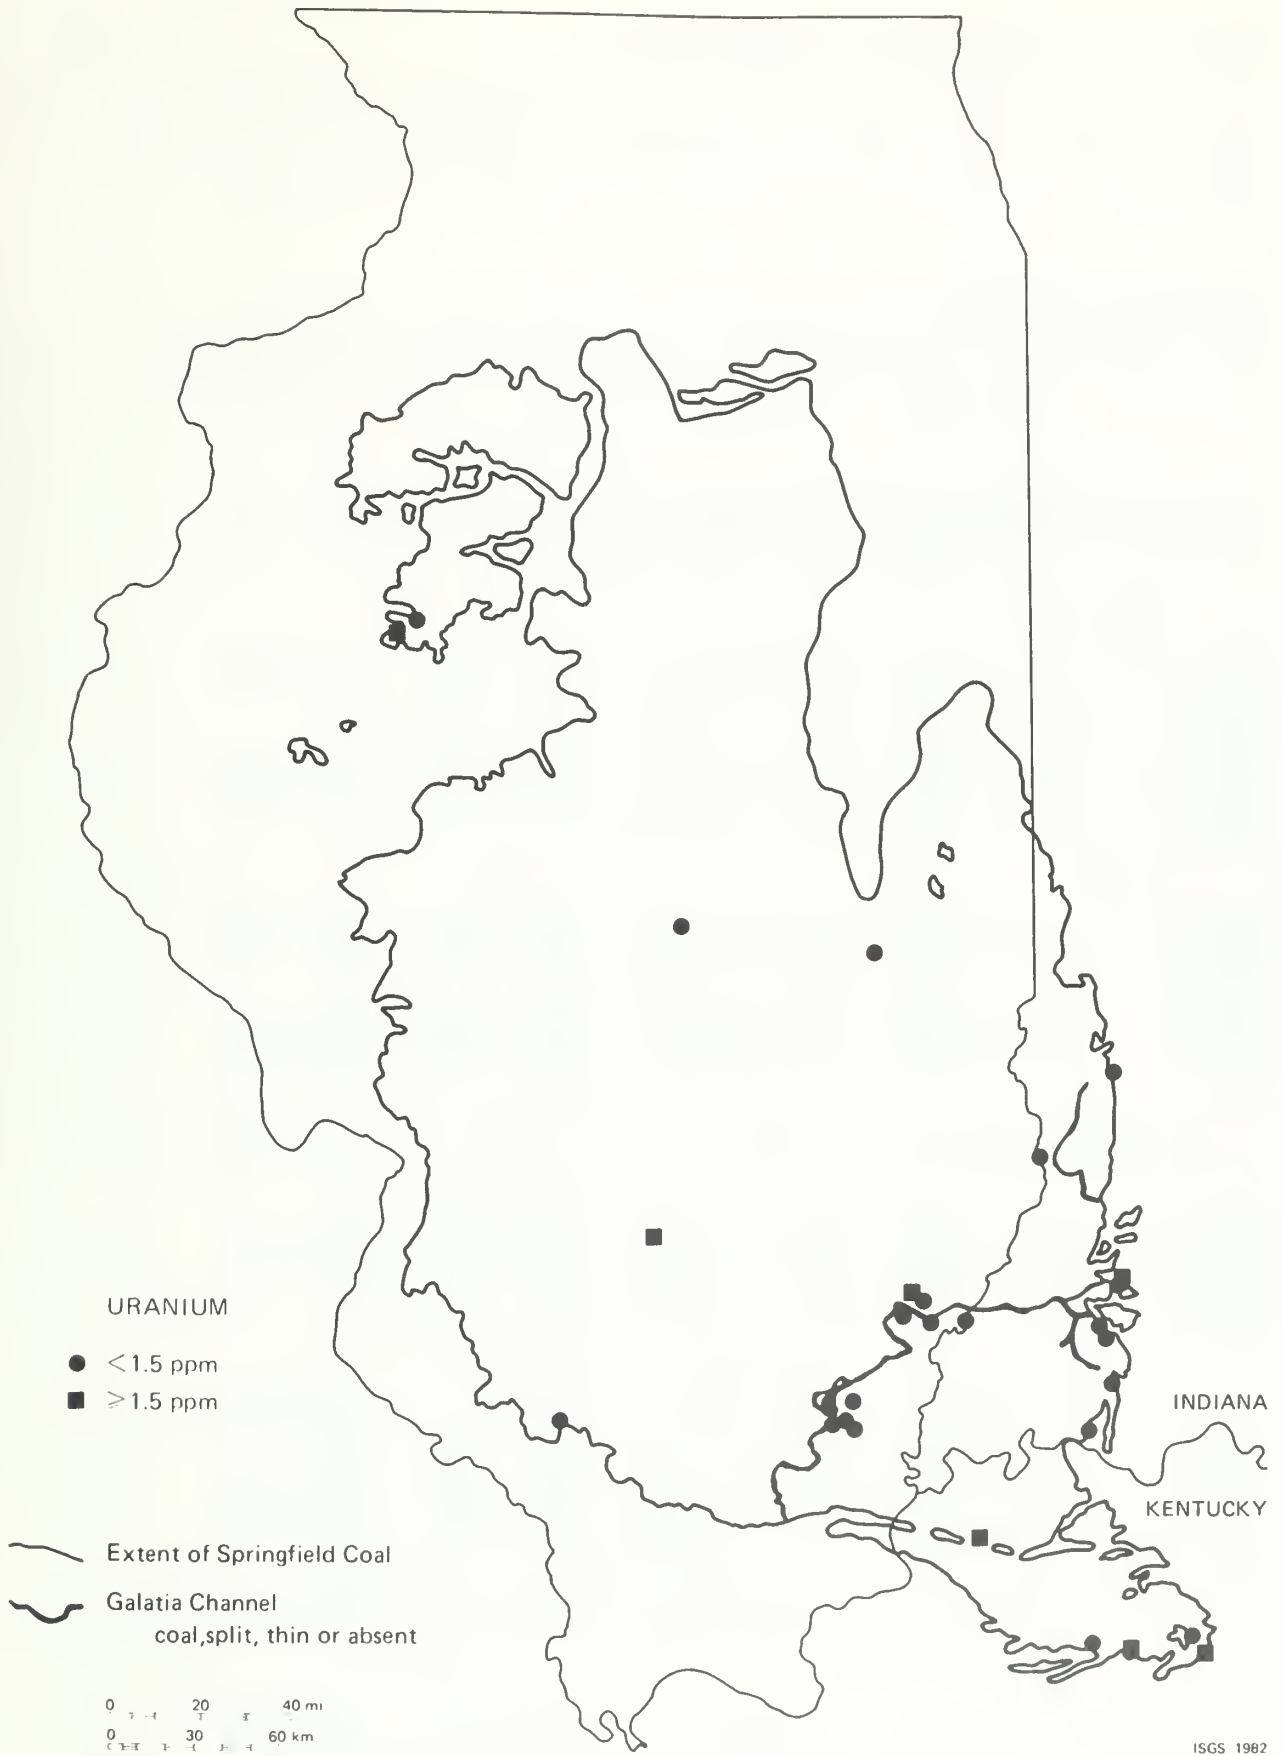 URANIUM
<1.5 ppm
≥1.5 ppm
INDIANA
KENTUCKY
Extent of Springfield Coal
Galatia Channel
coal,split, thin or absent
0 20 40 mi
0 30 60 km
ISGS 1982